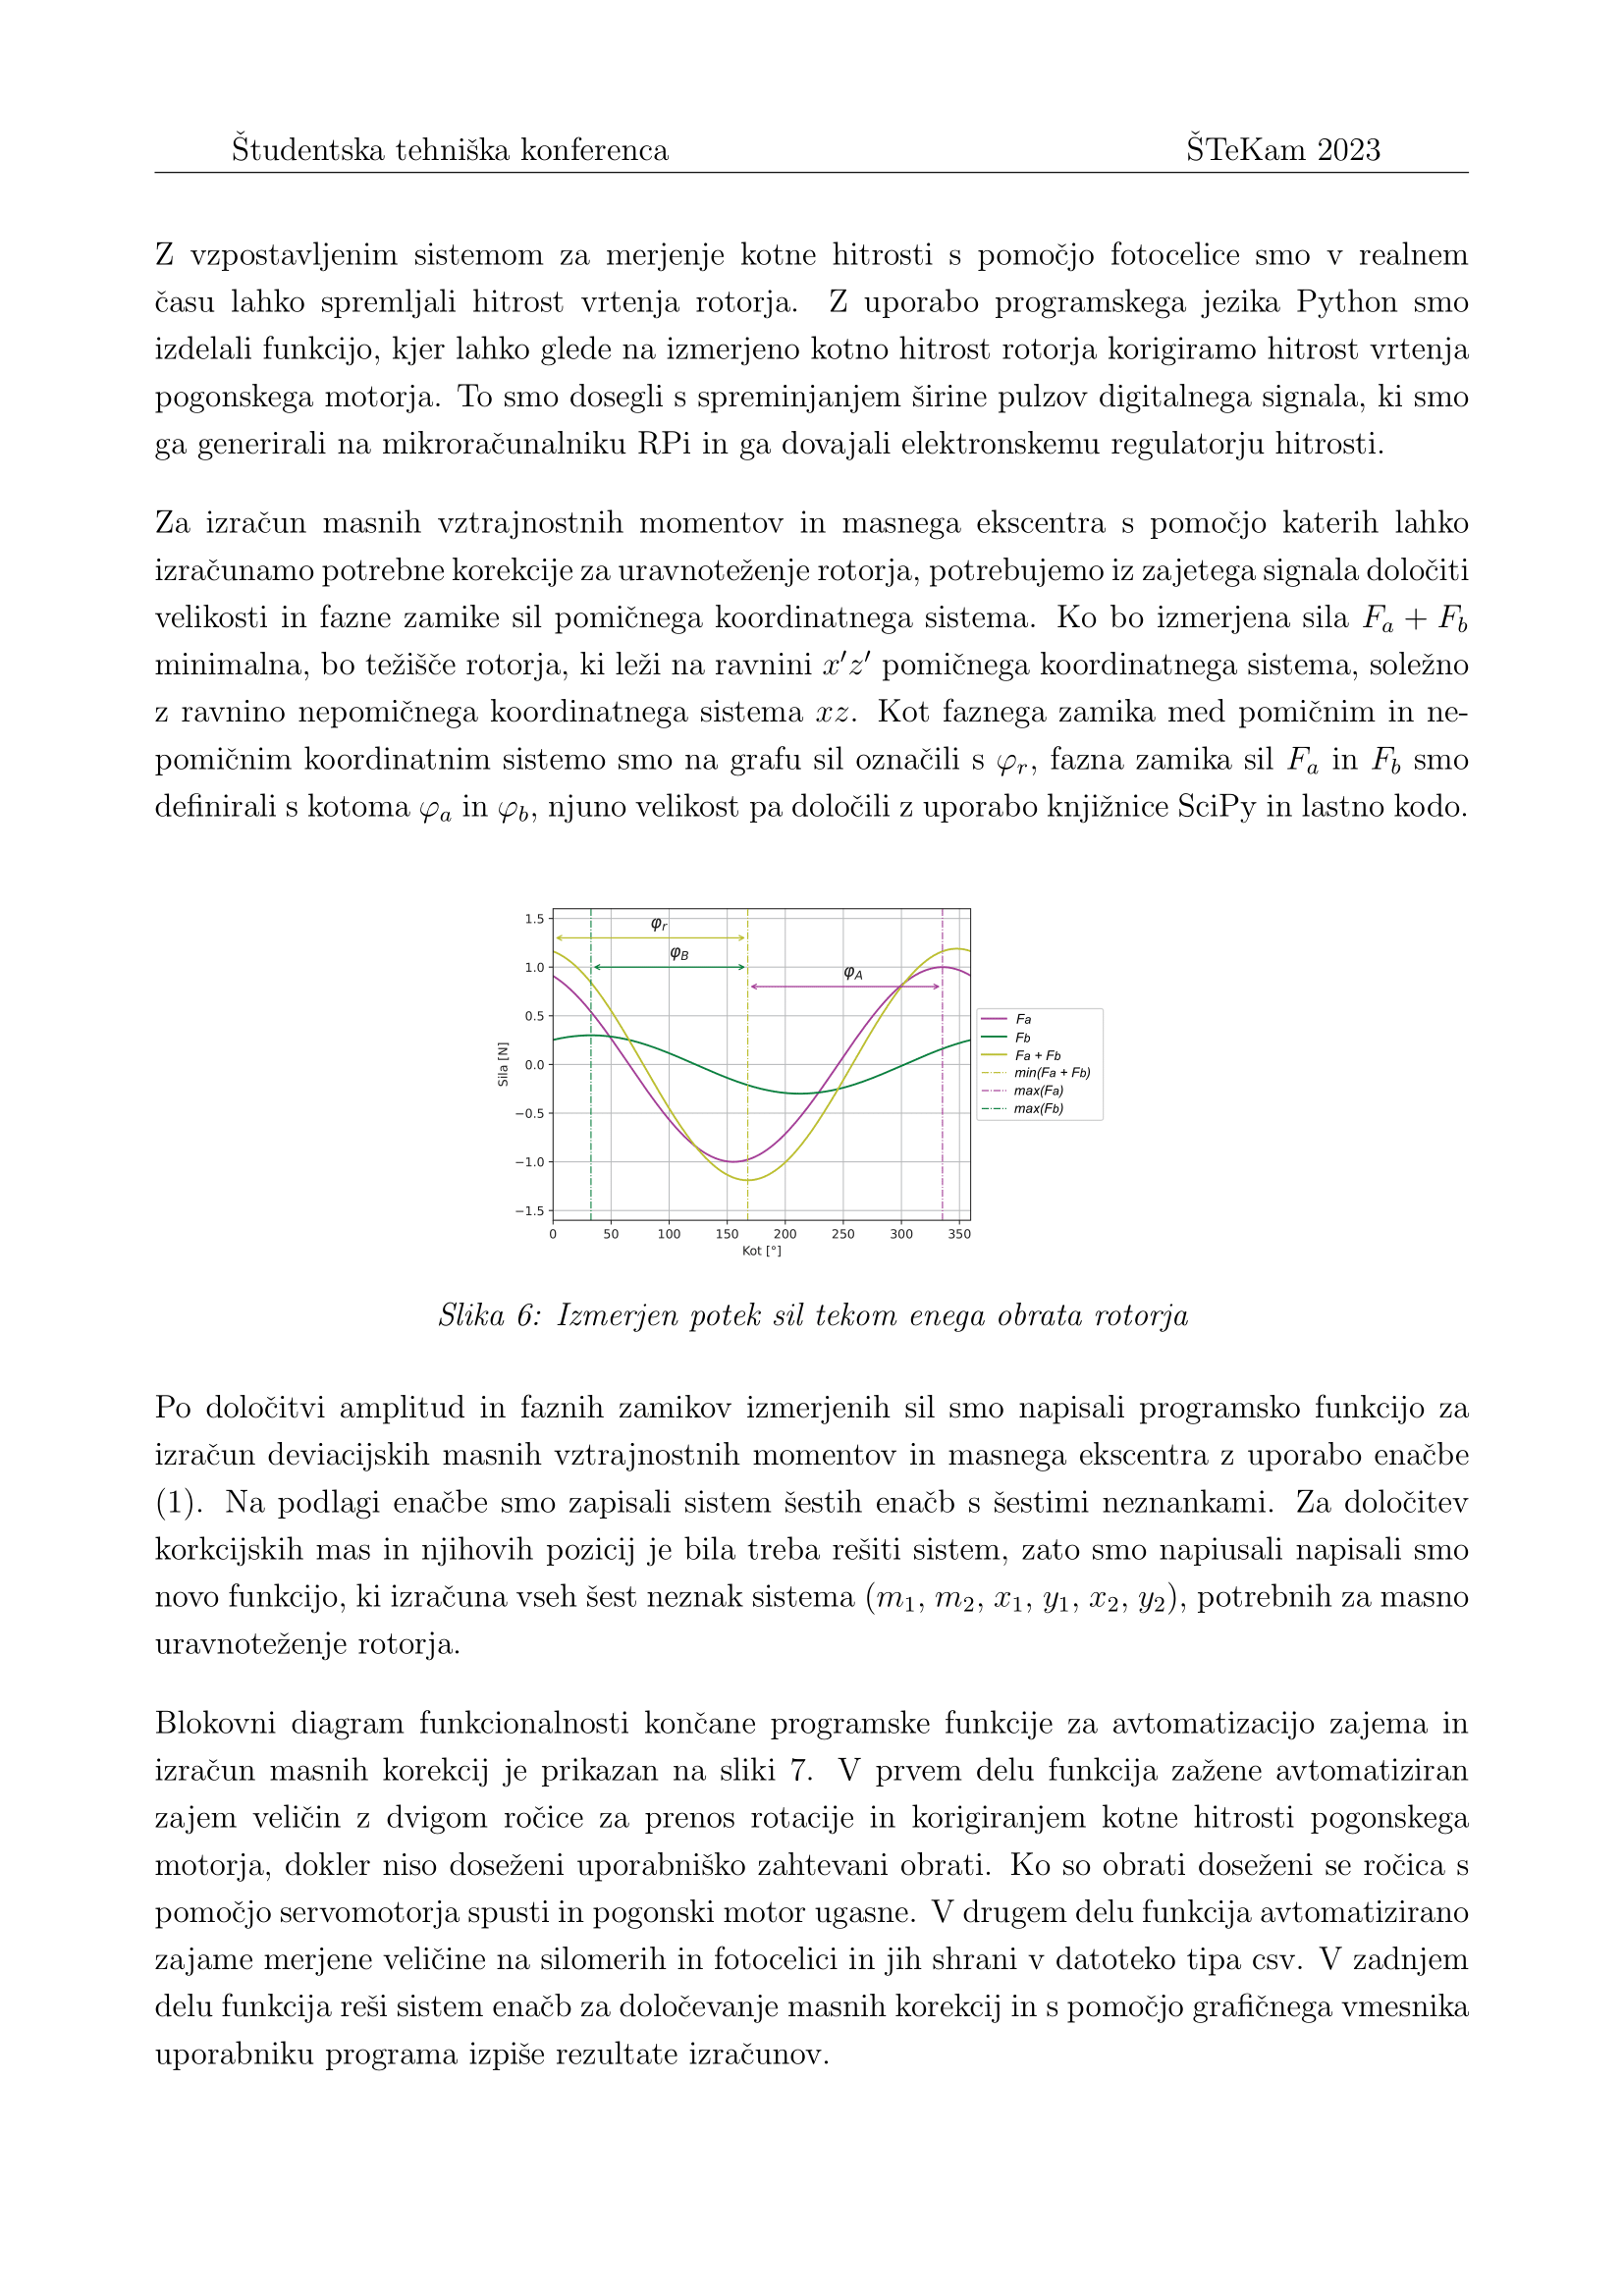 Študentska tehniška konferenca ŠTeKam 2023
Z vzpostavljenim sistemom za merjenje kotne hitrosti s pomočjo fotocelice smo v realnem
času lahko spremljali hitrost vrtenja rotorja. Z uporabo programskega jezika Python smo
izdelali funkcijo, kjer lahko glede na izmerjeno kotno hitrost rotorja korigiramo hitrost vrtenja
pogonskega motorja. To smo dosegli s spreminjanjem širine pulzov digitalnega signala, ki smo
ga generirali na mikroračunalniku RPi in ga dovajali elektronskemu regulatorju hitrosti.
Za izračun masnih vztrajnostnih momentov in masnega ekscentra s pomočjo katerih lahko
izračunamo potrebne korekcije za uravnoteženje rotorja, potrebujemo iz zajetega signala določiti
velikosti in fazne zamike sil pomičnega koordinatnega sistema. Ko bo izmerjena sila Fₐ + F_b
minimalna, bo težišče rotorja, ki leži na ravnini x′z′ pomičnega koordinatnega sistema, soležno
z ravnino nepomičnega koordinatnega sistema xz. Kot faznega zamika med pomičnim in ne-
pomičnim koordinatnim sistemo smo na grafu sil označili s φ_r, fazna zamika sil F_a in F_b smo
definirali s kotoma φ_a in φ_b, njuno velikost pa določili z uporabo knjižnice SciPy in lastno kodo.
φ_r
φ_B
φ_A
1.5
1.0
0.5
0.0
−0.5
−1.0
−1.5
Sila [N]
0 50 100 150 200 250 300 350
Kot [°]
Fa
Fb
Fa + Fb
min(Fa + Fb)
max(Fa)
max(Fb)
Slika 6: Izmerjen potek sil tekom enega obrata rotorja
Po določitvi amplitud in faznih zamikov izmerjenih sil smo napisali programsko funkcijo za
izračun deviacijskih masnih vztrajnostnih momentov in masnega ekscentra z uporabo enačbe
(1). Na podlagi enačbe smo zapisali sistem šestih enačb s šestimi neznankami. Za določitev
korkcijskih mas in njihovih pozicij je bila treba rešiti sistem, zato smo napiusali napisali smo
novo funkcijo, ki izračuna vseh šest neznak sistema (m₁, m₂, x₁, y₁, x₂, y₂), potrebnih za masno
uravnoteženje rotorja.
Blokovni diagram funkcionalnosti končane programske funkcije za avtomatizacijo zajema in
izračun masnih korekcij je prikazan na sliki 7. V prvem delu funkcija zažene avtomatiziran
zajem veličin z dvigom ročice za prenos rotacije in korigiranjem kotne hitrosti pogonskega
motorja, dokler niso doseženi uporabniško zahtevani obrati. Ko so obrati doseženi se ročica s
pomočjo servomotorja spusti in pogonski motor ugasne. V drugem delu funkcija avtomatizirano
zajame merjene veličine na silomerih in fotocelici in jih shrani v datoteko tipa csv. V zadnjem
delu funkcija reši sistem enačb za določevanje masnih korekcij in s pomočjo grafičnega vmesnika
uporabniku programa izpiše rezultate izračunov.